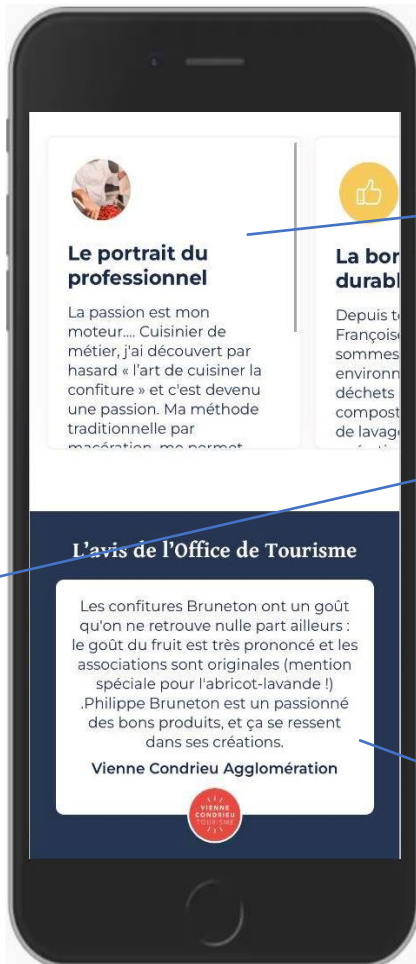 Le portrait du
professionnel
La passion est mon
moteur.... Cuisinier de
métier, j'ai découvert par
hasard « l’art de cuisiner la
confiture » et c'est devenu
une passion. Ma méthode
traditionnelle par
macération, me permet
La bon
durabl
Depuis t
Françoise
sommes
environn
déchets
compost
de lavag
L’avis de l’Office de Tourisme
Les confitures Bruneton ont un goût
qu'on ne retrouve nulle part ailleurs :
le goût du fruit est très prononcé et les
associations sont originales (mention
spéciale pour l'abricot-lavande !)
.Philippe Bruneton est un passionné
des bons produits, et ça se ressent
dans ses créations.
Vienne Condrieu Agglomération
VIENNE
CONDRIEU
TOURISME